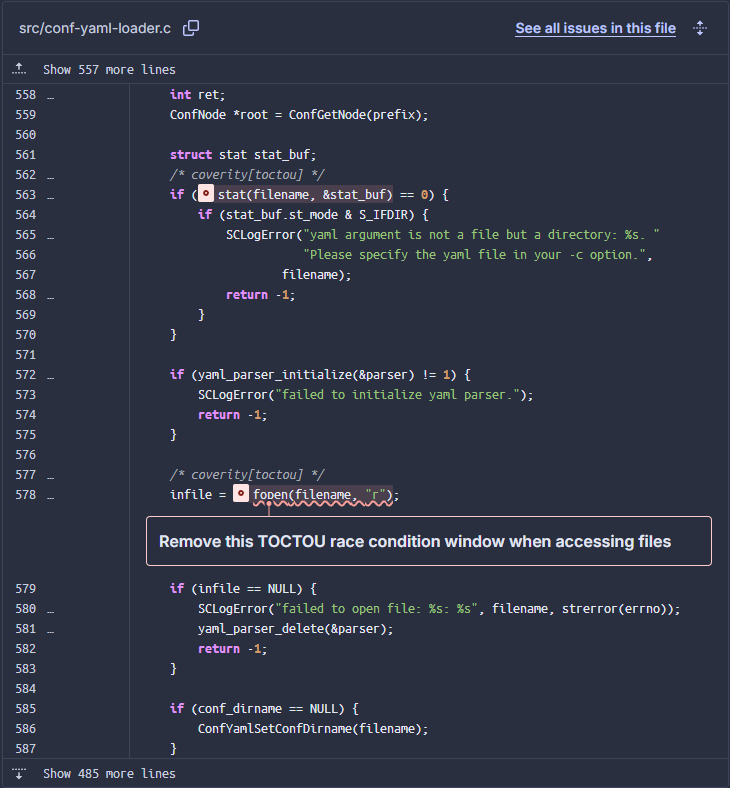 src/conf-yaml-loader.c
See all issues in this file
Show 557 more lines
558 … int ret;
559 … ConfNode *root = ConfGetNode(prefix);
560
561 struct stat stat_buf;
562 … /* coverity[toctou] */
563 … if (stat(filename, &stat_buf) == 0) {
564 if (stat_buf.st_mode & S_IFDIR) {
565 … SCLogError("yaml argument is not a file but a directory: %s. "
566 "Please specify the yaml file in your -c option.",
567 filename);
568 … return -1;
569 }
570 }
571
572 … if (yaml_parser_initialize(&parser) != 1) {
573 SCLogError("failed to initialize yaml parser.");
574 return -1;
575 }
576
577 … /* coverity[toctou] */
578 … infile = fopen(filename, "r");
Remove this TOCTOU race condition window when accessing files
579 if (infile == NULL) {
580 … SCLogError("failed to open file: %s: %s", filename, strerror(errno));
581 … yaml_parser_delete(&parser);
582 return -1;
583 }
584
585 if (conf_dirname == NULL) {
586 ConfYamlSetConfDirname(filename);
587 }
Show 485 more lines